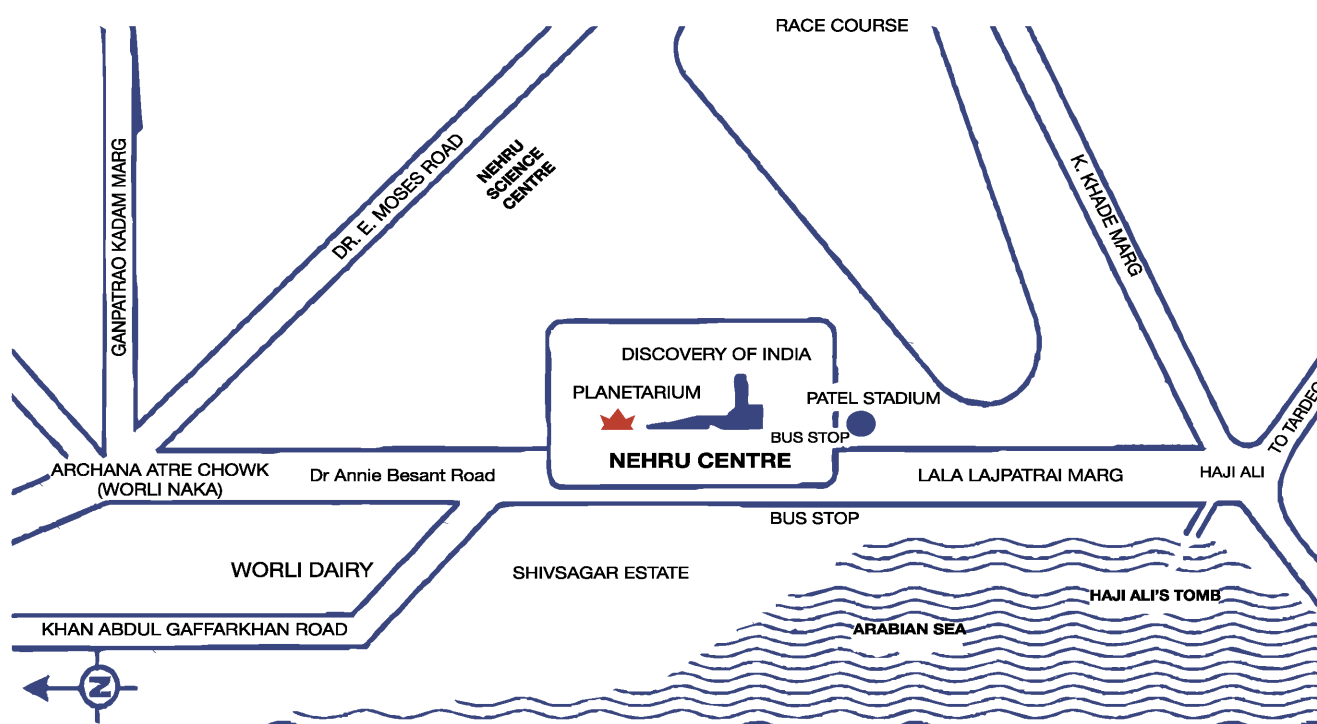 RACE COURSE
GANPATRAO KADAM MARG
DR. E. MOSES ROAD
NEHRU
SCIENCE
CENTRE
K. KHADE MARG
DISCOVERY OF INDIA
PLANETARIUM
PATEL STADIUM
BUS STOP
NEHRU CENTRE
TO TARDEO
ARCHANA ATRE CHOWK
(WORLI NAKA)
Dr Annie Besant Road
LALA LAJPATRAI MARG
HAJI ALI
BUS STOP
WORLI DAIRY
SHIVSAGAR ESTATE
HAJI ALI'S TOMB
KHAN ABDUL GAFFARKHAN ROAD
ARABIAN SEA
N